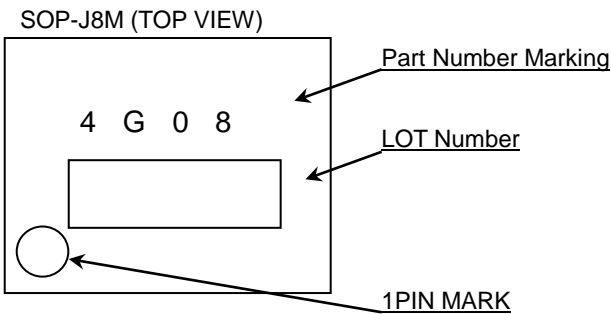 SOP-J8M (TOP VIEW)
Part Number Marking
4 G 0 8
LOT Number
1PIN MARK